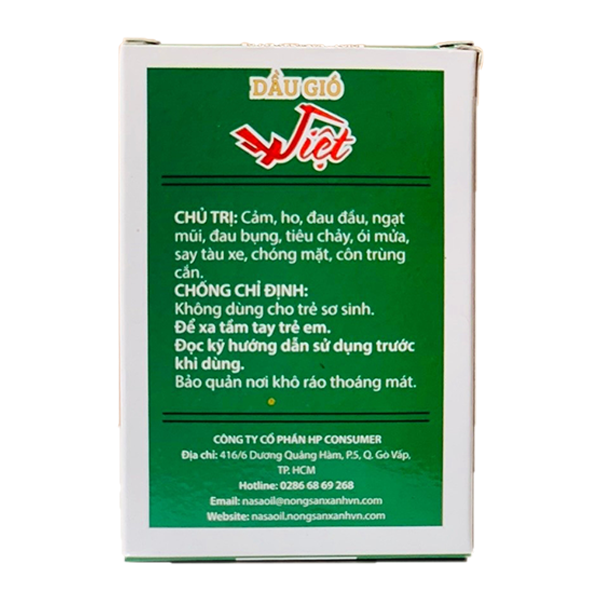 DẦU GIÓ
Việt
CHỦ TRỊ: Cảm, ho, đau đầu, ngạt
mũi, đau bụng, tiêu chảy, ói mửa,
say tàu xe, chóng mặt, côn trùng
cắn.
CHỐNG CHỈ ĐỊNH:
Không dùng cho trẻ sơ sinh.
Để xa tầm tay trẻ em.
Đọc kỹ hướng dẫn sử dụng trước
khi dùng.
Bảo quản nơi khô ráo thoáng mát.
CÔNG TY CỔ PHẦN HP CONSUMER
Địa chỉ: 416/6 Dương Quảng Hàm, P.5, Q. Gò Vấp,
TP. HCM
Hotline: 0286 68 69 268
Email: nasaoil@nongsanxanhvn.com
Website: nasaoil.nongsanxanhvn.com